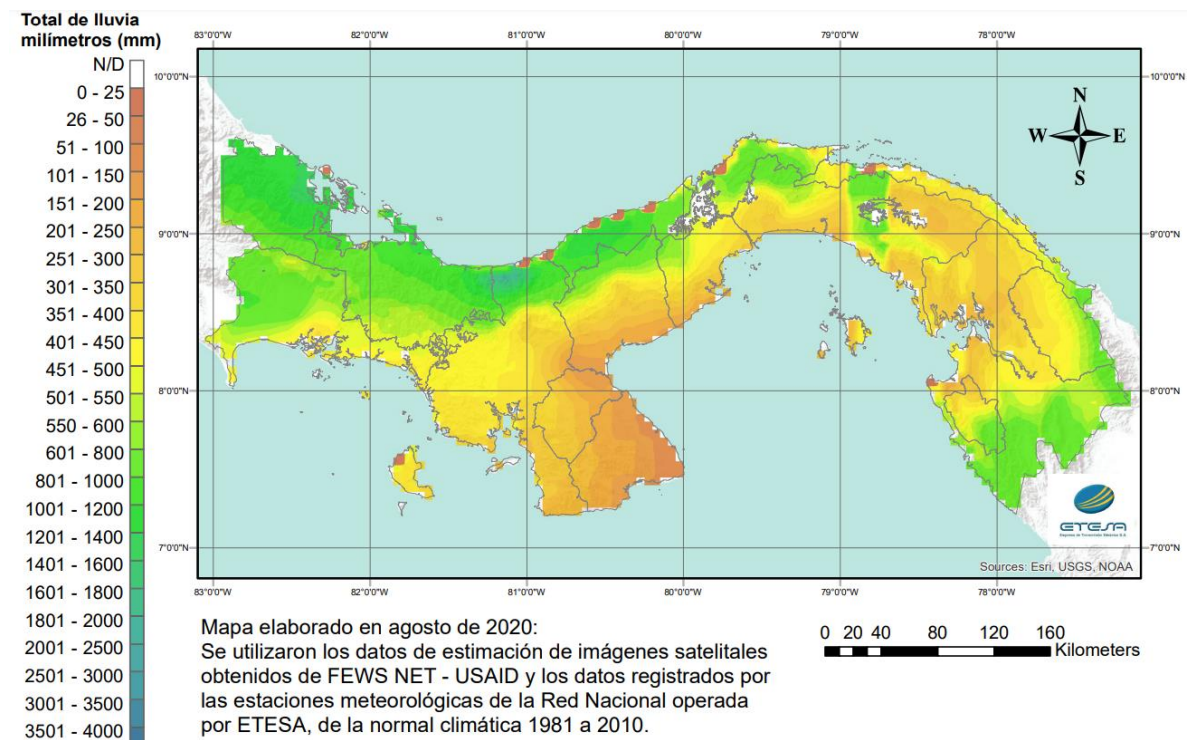 Total de lluvia
milímetros (mm)
N/D
0 - 25
26 - 50
51 - 100
101 - 150
151 - 200
201 - 250
251 - 300
301 - 350
351 - 400
401 - 450
451 - 500
501 - 550
550 - 600
601 - 800
801 - 1000
1001 - 1200
1201 - 1400
1401 - 1600
1601 - 1800
1801 - 2000
2001 - 2500
2501 - 3000
3001 - 3500
3501 - 4000
83°0'0"W 82°0'0"W 81°0'0"W 80°0'0"W 79°0'0"W 78°0'0"W
10°0'0"N 10°0'0"N
N
W E
S
9°0'0"N 9°0'0"N
8°0'0"N 8°0'0"N
ETESA
7°0'0"N 7°0'0"N
Sources: Esri, USGS, NOAA
83°0'0"W 82°0'0"W 81°0'0"W 80°0'0"W 79°0'0"W 78°0'0"W
Mapa elaborado en agosto de 2020:
Se utilizaron los datos de estimación de imágenes satelitales
obtenidos de FEWS NET - USAID y los datos registrados por
las estaciones meteorológicas de la Red Nacional operada
por ETESA, de la normal climática 1981 a 2010.
0 20 40 80 120 160
Kilometers